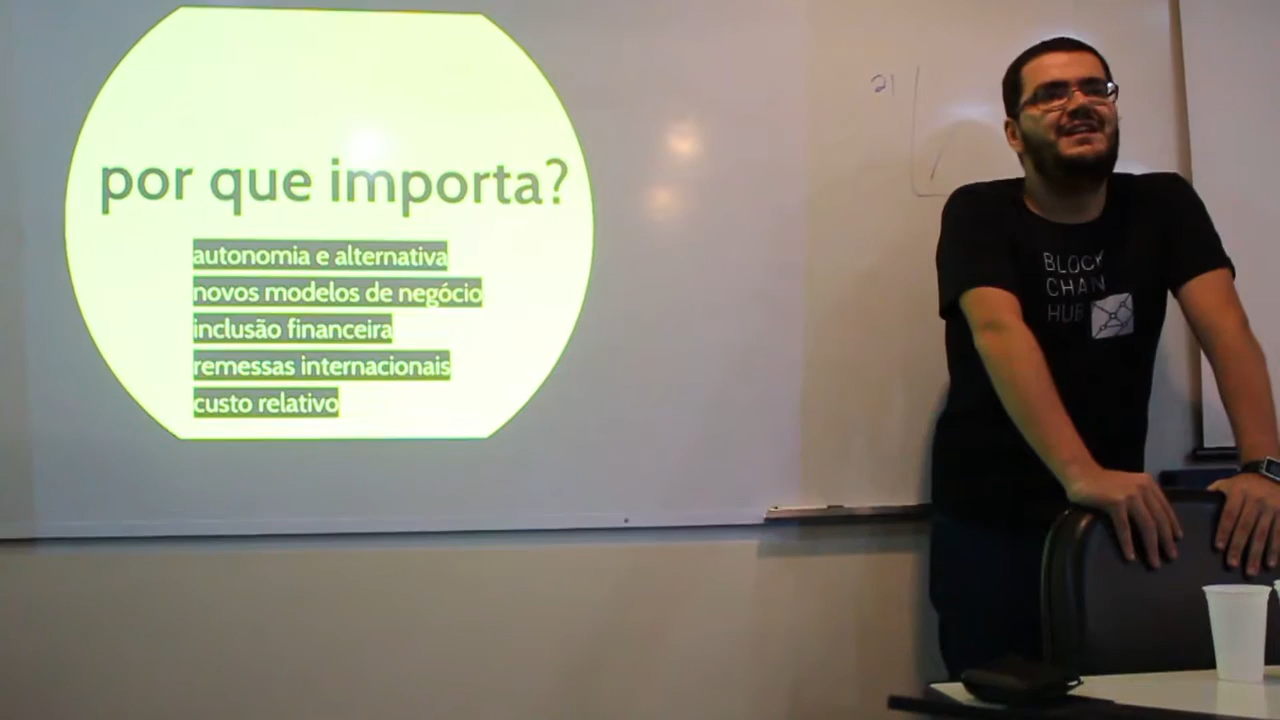 por que importa?
autonomia e alternativa
novos modelos de negócio
inclusão financeira
remessas internacionais
custo relativo
21
BLOCK
CHAIN
HUB